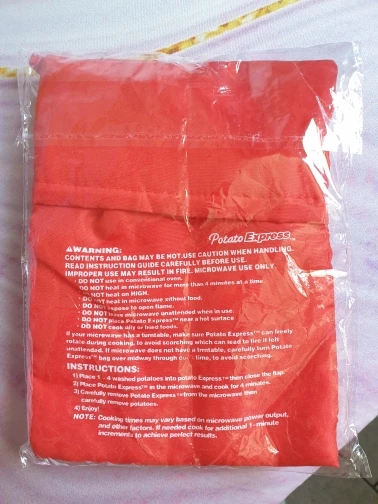 Potato Express™
⚠WARNING:
CONTENTS AND BAG MAY BE HOT.USE CAUTION WHEN HANDLING.
READ INSTRUCTION GUIDE CAREFULLY BEFORE USE.
IMPROPER USE MAY RESULT IN FIRE. MICROWAVE USE ONLY.
· DO NOT use in conventional oven.
· DO NOT heat in microwave for more than 4 minutes at a time.
· DO NOT heat on HIGH.
· DO NOT heat in microwave without food.
· DO NOT expose to open flame.
· DO NOT leave microwave unattended when in use.
· DO NOT place Potato Express™ near a hot surface
· DO NOT cook oily or fried foods.
If your microwave has a turntable, make sure Potato Express™ can freely
rotate during cooking, to avoid scorching which can lead to fire if left
unattended. If microwave does not have a turntable, carefully turn Potato
Express™ bag over midway through time, to avoid scorching.
INSTRUCTIONS:
1) Place 1 - 4 washed potatoes into potato Express™ then close the flap.
2) Place Potato Express™ in the microwave and cook for 4 minutes.
3) Carefully remove Potato Express™ from the microwave then
carefully remove potatoes.
4) Enjoy!
NOTE: Cooking times may vary based on microwave power output,
and other factors. If needed cook for additional 1-minute
increments to achieve perfect results.